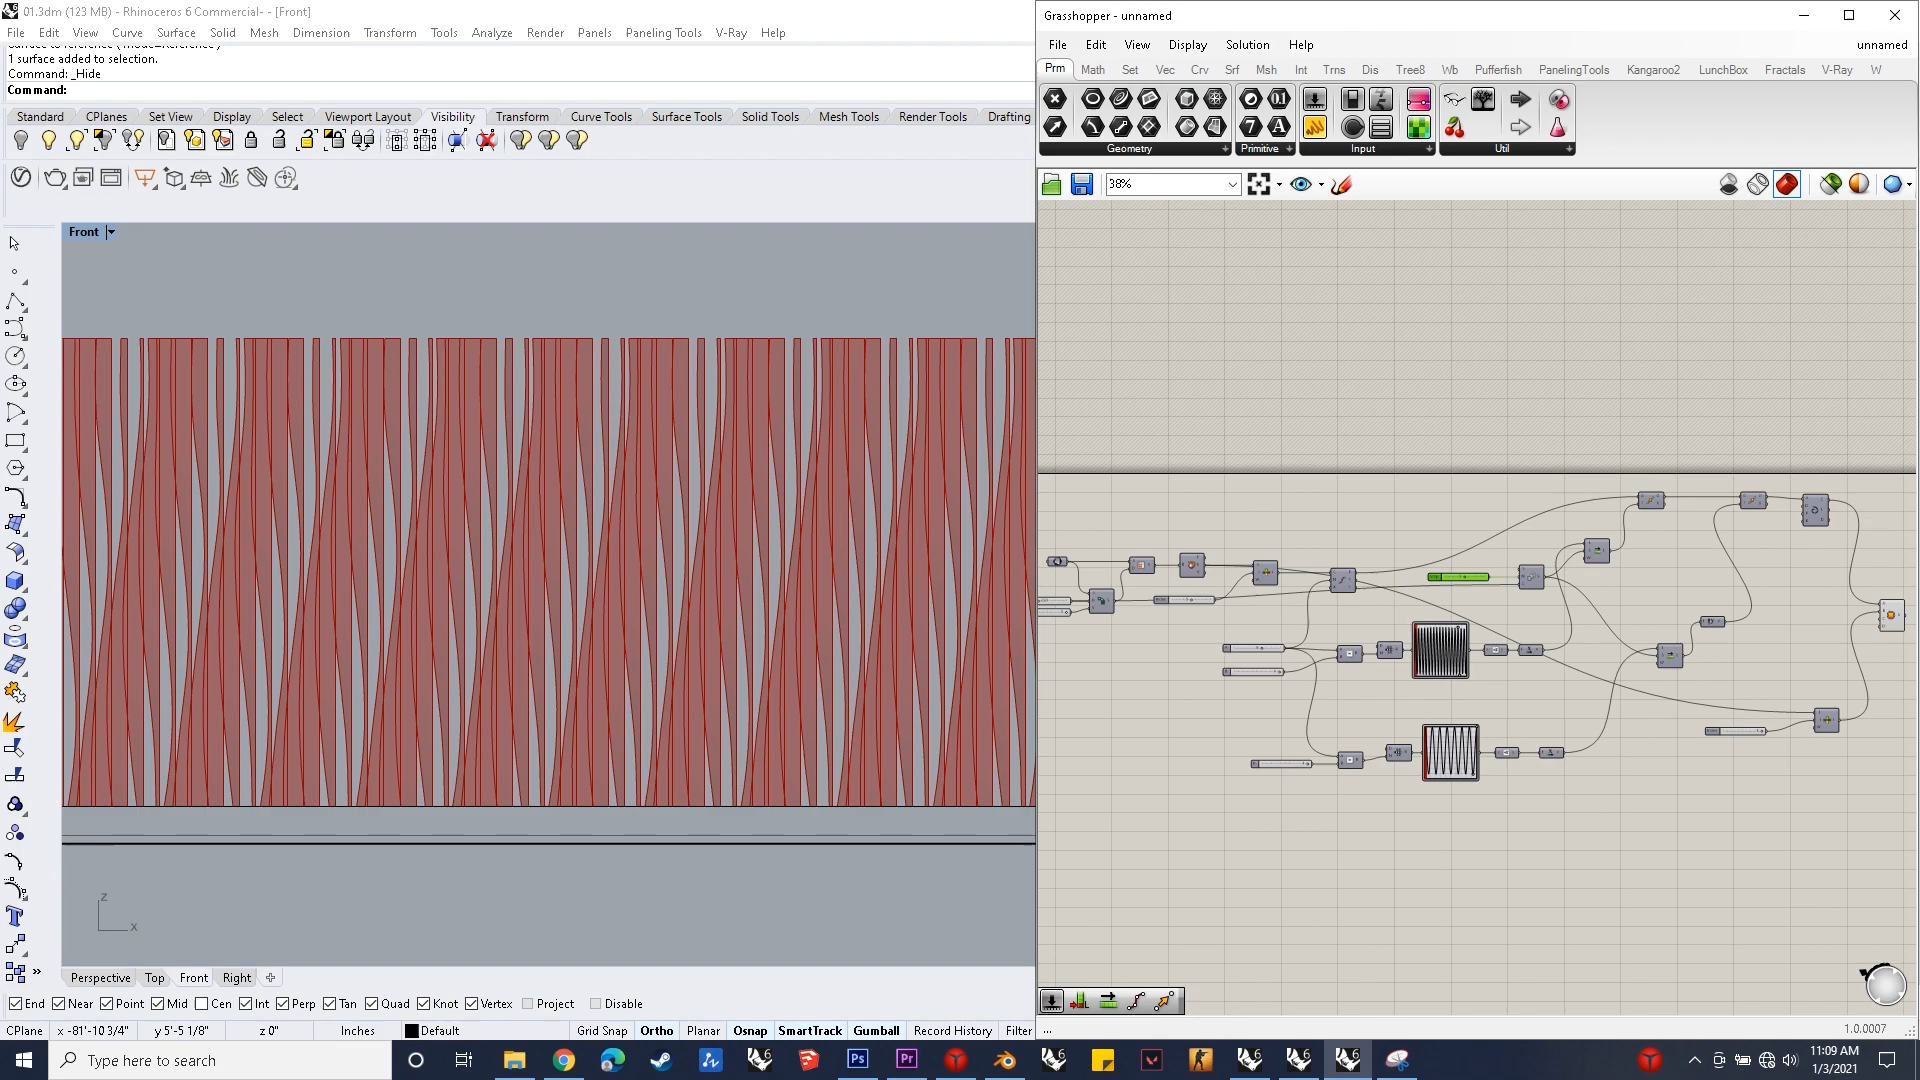 01.3dm (123 MB) - Rhinoceros 6 Commercial- - [Front]
File Edit View Curve Surface Solid Mesh Dimension Transform Tools Analyze Render Panels Paneling Tools V-Ray Help
1 surface added to selection.
Command: _Hide
Command:
Standard CPlanes Set View Display Select Viewport Layout Visibility Transform Curve Tools Surface Tools Solid Tools Mesh Tools Render Tools Drafting
Front
z
x
Perspective Top Front Right
End Near Point Mid Cen Int Perp Tan Quad Knot Vertex Project Disable
CPlane x -81'-10 3/4" y 5'-5 1/8" z 0" Inches Default Grid Snap Ortho Planar Osnap SmartTrack Gumball Record History Filter
Grasshopper - unnamed
File Edit View Display Solution Help unnamed
Prm Math Set Vec Crv Srf Msh Int Trns Dis Tree8 Wb Pufferfish PanelingTools Kangaroo2 LunchBox Fractals V-Ray W
Geometry Primitive Input Util
38%
...
1.0.0007
Type here to search
Ps
Pr
11:09 AM
1/3/2021